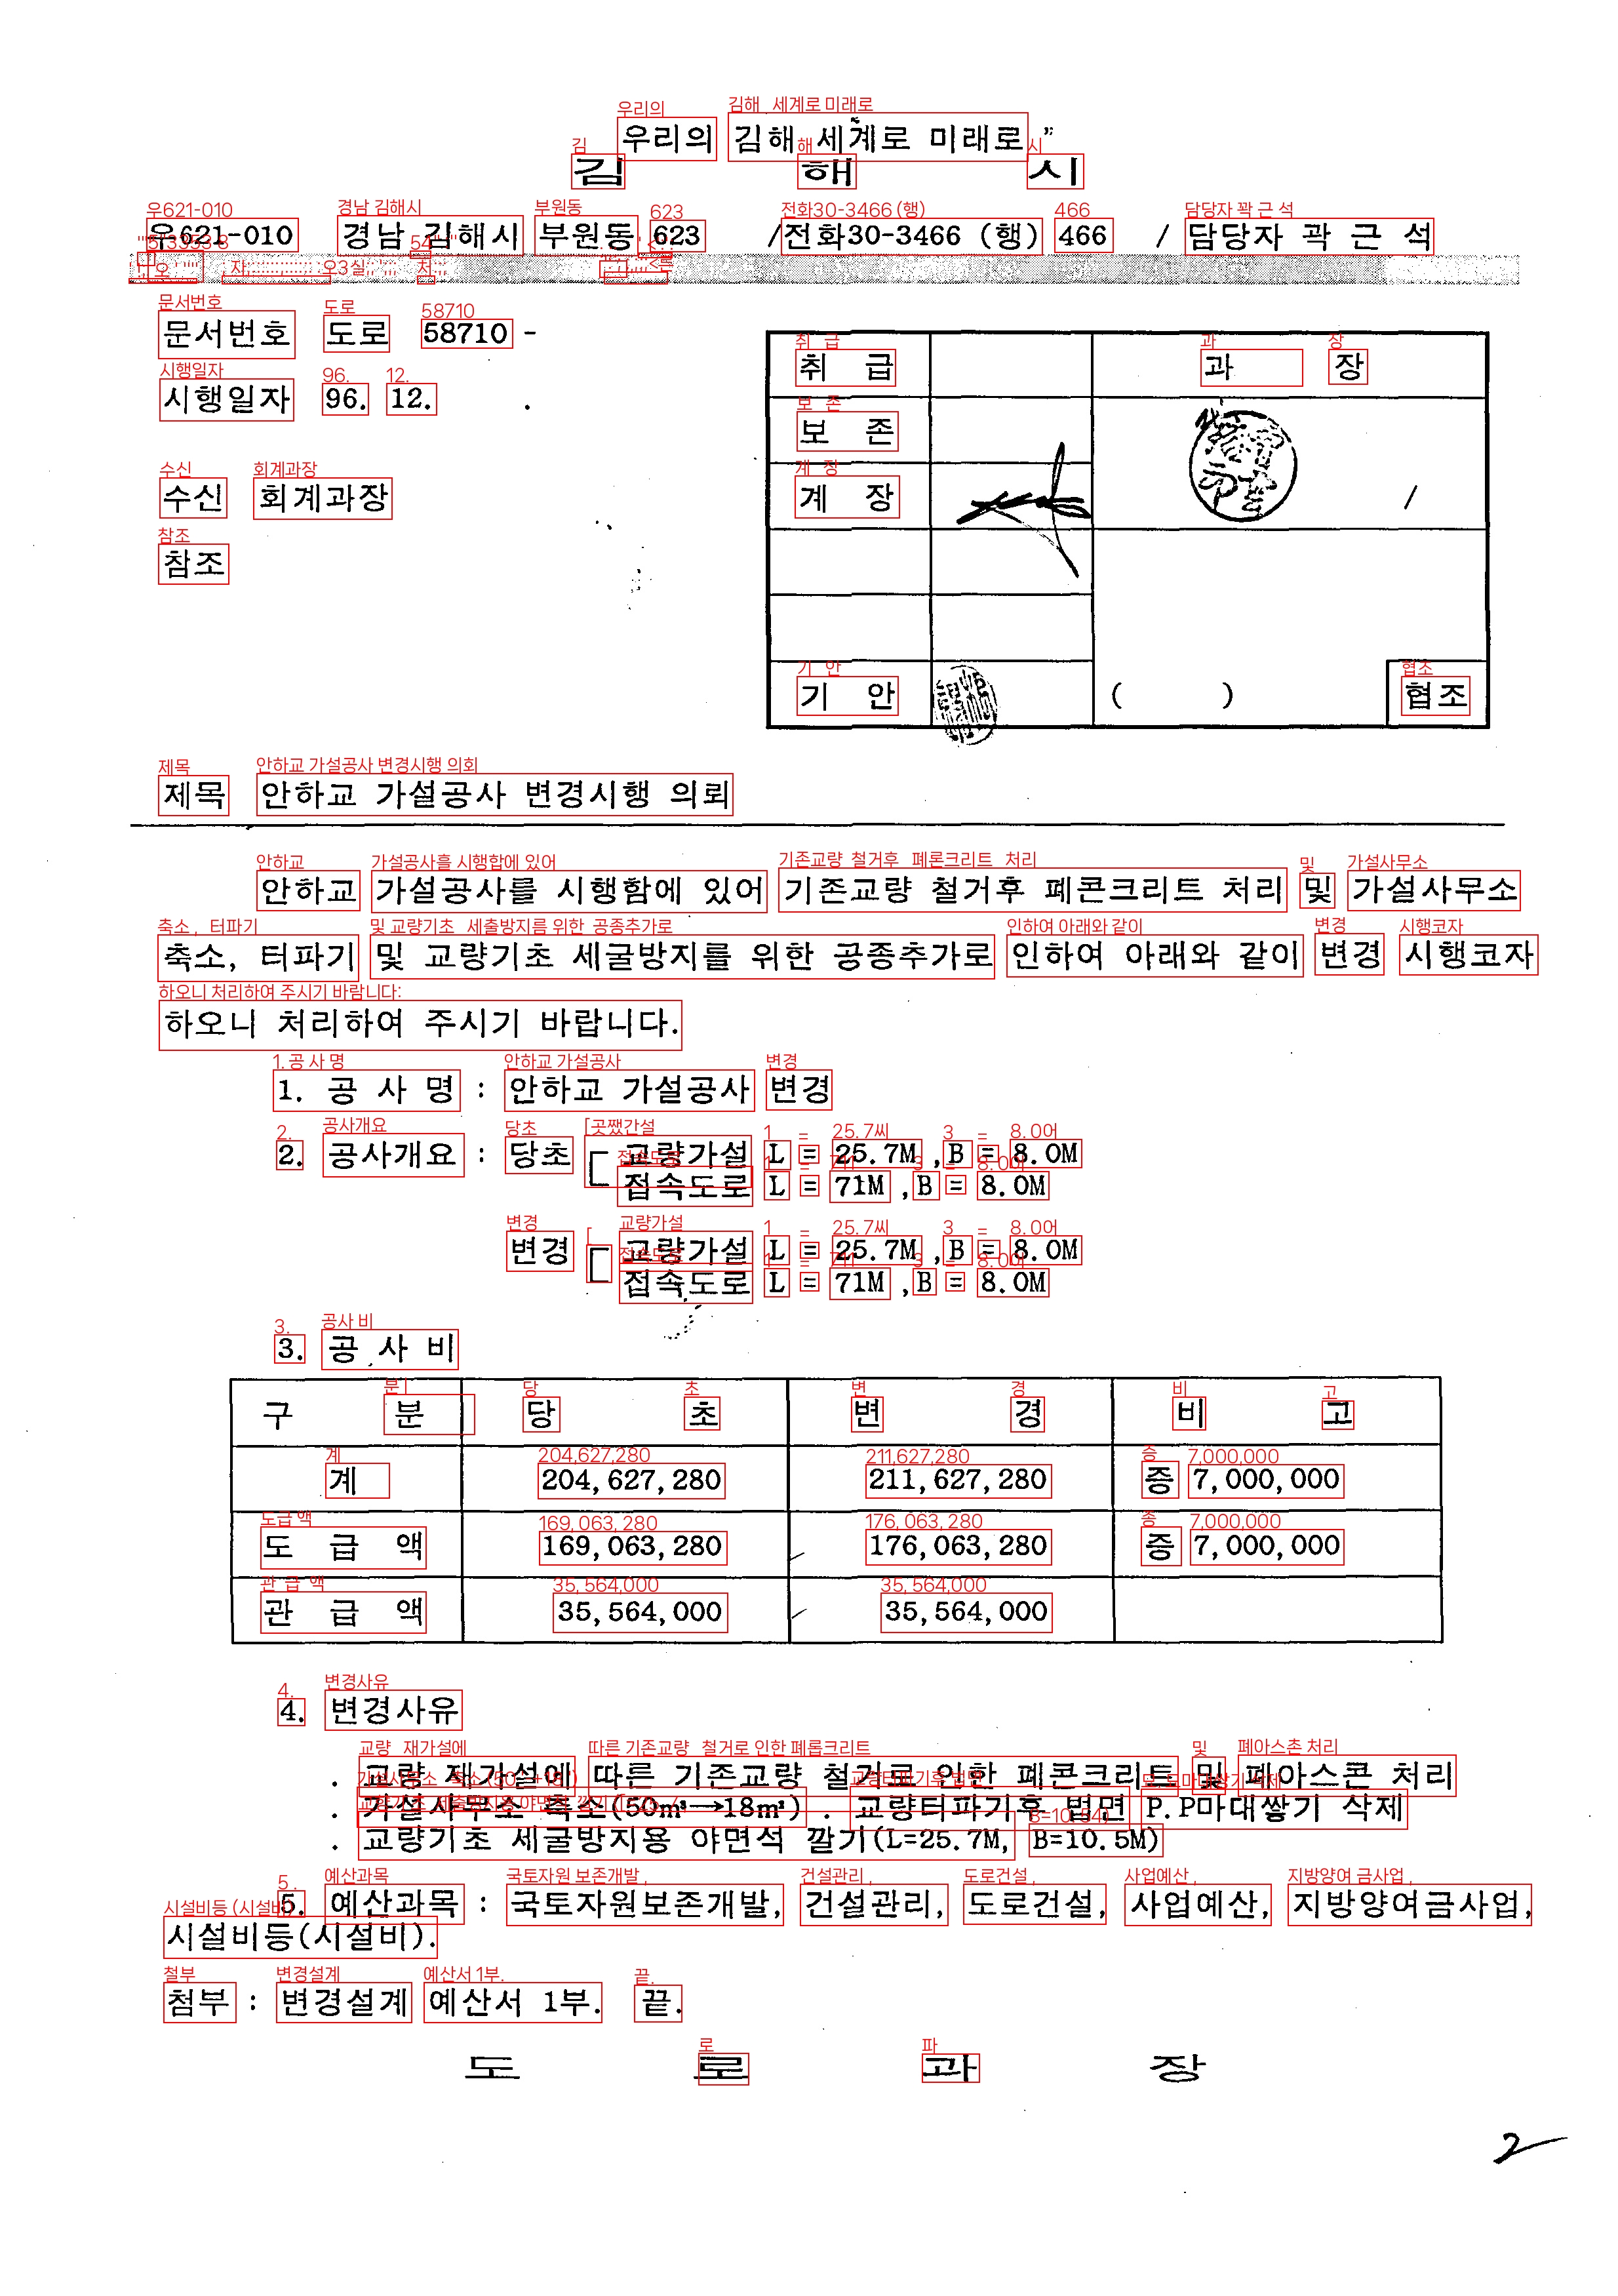 우리의 김해 세계로 미래로"
김 해 시
우621-010 경남 김해시 부원동 623 /전화30-3466 (행) 466 / 담당자 곽 근 석
문서번호 도로 58710 -
시행일자 96. 12. .
수신 회계과장
참조
취 급 과 장
보 존
계 장
기 안 ( ) 협조
제목 안하교 가설공사 변경시행 의뢰
안하교 가설공사를 시행함에 있어 기존교량 철거후 폐콘크리트 처리 및 가설사무소
축소, 터파기 및 교량기초 세굴방지를 위한 공종추가로 인하여 아래와 같이 변경 시행코자
하오니 처리하여 주시기 바랍니다.
1. 공 사 명 : 안하교 가설공사 변경
2. 공사개요 : 당초 [ 교량가설 L = 25.7M ,B = 8.0M
접속도로 L = 71M ,B = 8.0M
변경 [ 교량가설 L = 25.7M ,B = 8.0M
접속도로 L = 71M ,B = 8.0M
3. 공 사 비
구 분 당 초 변 경 비 고
계 204,627,280 211,627,280 증 7,000,000
도 급 액 169,063,280 176,063,280 증 7,000,000
관 급 액 35,564,000 35,564,000
4. 변경사유
. 교량 재가설에 따른 기존교량 철거로 인한 폐콘크리트 및 폐아스콘 처리
. 가설사무소 축소(50㎡→18㎡) . 교량터파기후 법면 P.P마대쌓기 삭제
. 교량기초 세굴방지용 야면석 깔기(L=25.7M, B=10.5M)
5. 예산과목 : 국토자원보존개발, 건설관리, 도로건설, 사업예산, 지방양여금사업,
시설비등(시설비).
첨부 : 변경설계 예산서 1부. 끝.
도 로 과 장
2